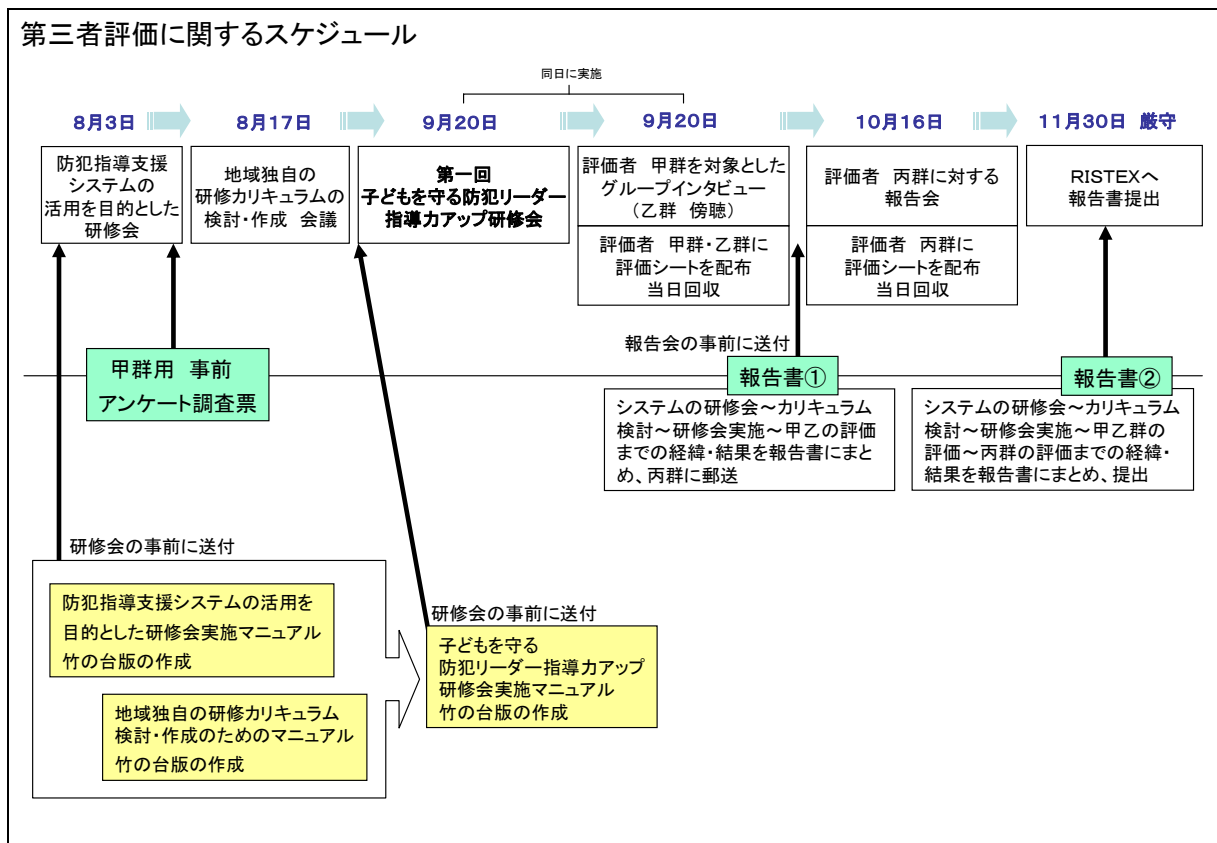 第三者評価に関するスケジュール
同日に実施
8月3日
8月17日
9月20日
9月20日
10月16日
11月30日 厳守
防犯指導支援
システムの
活用を目的とした
研修会
地域独自の
研修カリキュラムの
検討・作成 会議
第一回
子どもを守る防犯リーダー
指導力アップ研修会
評価者 甲群を対象とした
グループインタビュー
（乙群 傍聴）
評価者 甲群・乙群に
評価シートを配布
当日回収
評価者 丙群に対する
報告会
評価者 丙群に
評価シートを配布
当日回収
RISTEXへ
報告書提出
甲群用 事前
アンケート調査票
報告会の事前に送付
報告書①
システムの研修会～カリキュラム
検討～研修会実施～甲乙の評価
までの経緯・結果を報告書にまと
め、丙群に郵送
報告書②
システムの研修会～カリキュラム
検討～研修会実施～甲乙群の
評価～丙群の評価までの経緯・
結果を報告書にまとめ、提出
研修会の事前に送付
防犯指導支援システムの活用を
目的とした研修会実施マニュアル
竹の台版の作成
地域独自の研修カリキュラム
検討・作成のためのマニュアル
竹の台版の作成
研修会の事前に送付
子どもを守る
防犯リーダー指導力アップ
研修会実施マニュアル
竹の台版の作成